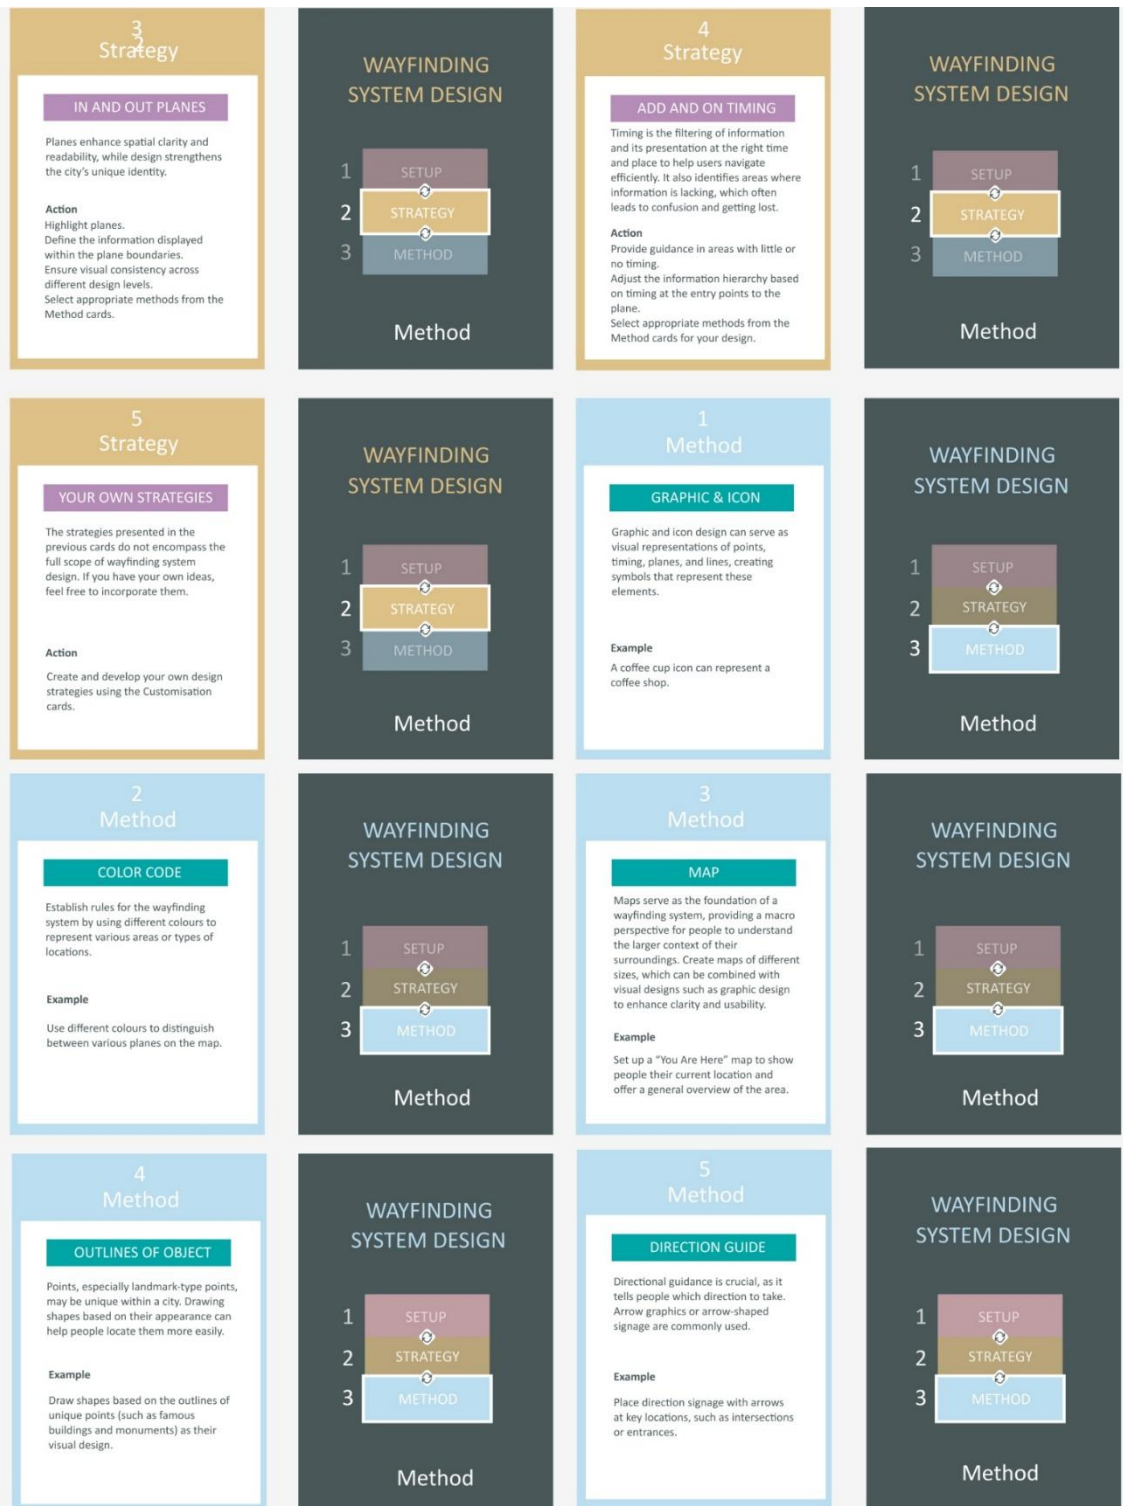 3
2
Strategy
IN AND OUT PLANES
Planes enhance spatial clarity and
readability, while design strengthens
the city's unique identity.
Action
Highlight planes.
Define the information displayed
within the plane boundaries.
Ensure visual consistency across
different design levels.
Select appropriate methods from the
Method cards.
WAYFINDING
SYSTEM DESIGN
1 SETUP
2 STRATEGY
3 METHOD
Method
4
Strategy
ADD AND ON TIMING
Timing is the filtering of information
and its presentation at the right time
and place to help users navigate
efficiently. It also identifies areas where
information is lacking, which often
leads to confusion and getting lost.
Action
Provide guidance in areas with little or
no timing.
Adjust the information hierarchy based
on timing at the entry points to the
plane.
Select appropriate methods from the
Method cards for your design.
WAYFINDING
SYSTEM DESIGN
1 SETUP
2 STRATEGY
3 METHOD
Method
5
Strategy
YOUR OWN STRATEGIES
The strategies presented in the
previous cards do not encompass the
full scope of wayfinding system
design. If you have your own ideas,
feel free to incorporate them.
Action
Create and develop your own design
strategies using the Customisation
cards.
WAYFINDING
SYSTEM DESIGN
1 SETUP
2 STRATEGY
3 METHOD
Method
1
Method
GRAPHIC & ICON
Graphic and icon design can serve as
visual representations of points,
timing, planes, and lines, creating
symbols that represent these
elements.
Example
A coffee cup icon can represent a
coffee shop.
WAYFINDING
SYSTEM DESIGN
1 SETUP
2 STRATEGY
3 METHOD
Method
2
Method
COLOR CODE
Establish rules for the wayfinding
system by using different colours to
represent various areas or types of
locations.
Example
Use different colours to distinguish
between various planes on the map.
WAYFINDING
SYSTEM DESIGN
1 SETUP
2 STRATEGY
3 METHOD
Method
3
Method
MAP
Maps serve as the foundation of a
wayfinding system, providing a macro
perspective for people to understand
the larger context of their
surroundings. Create maps of different
sizes, which can be combined with
visual designs such as graphic design
to enhance clarity and usability.
Example
Set up a "You Are Here" map to show
people their current location and
offer a general overview of the area.
WAYFINDING
SYSTEM DESIGN
1 SETUP
2 STRATEGY
3 METHOD
Method
4
Method
OUTLINES OF OBJECT
Points, especially landmark-type points,
may be unique within a city. Drawing
shapes based on their appearance can
help people locate them more easily.
Example
Draw shapes based on the outlines of
unique points (such as famous
buildings and monuments) as their
visual design.
WAYFINDING
SYSTEM DESIGN
1 SETUP
2 STRATEGY
3 METHOD
Method
5
Method
DIRECTION GUIDE
Directional guidance is crucial, as it
tells people which direction to take.
Arrow graphics or arrow-shaped
signage are commonly used.
Example
Place direction signage with arrows
at key locations, such as intersections
or entrances.
WAYFINDING
SYSTEM DESIGN
1 SETUP
2 STRATEGY
3 METHOD
Method